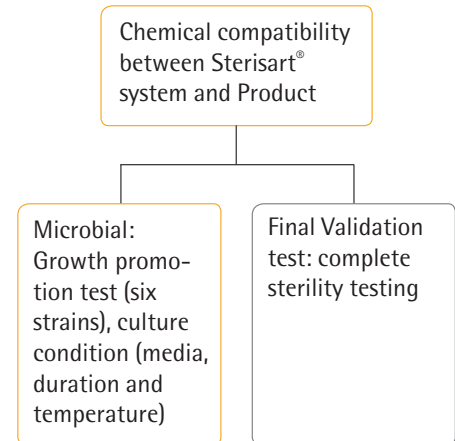 Chemical compatibility
between Sterisart®
system and Product
Microbial:
Growth promo-
tion test (six
strains), culture
condition (media,
duration and
temperature)
Final Validation
test: complete
sterility testing